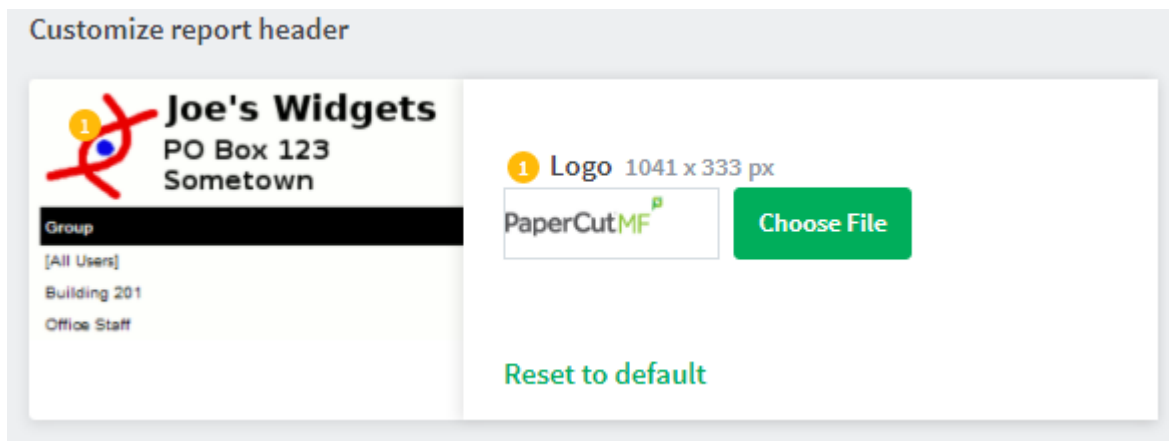 Customize report header
1
Joe's Widgets
PO Box 123
Sometown
Group
[All Users]
Building 201
Office Staff
1 Logo 1041 x 333 px
PaperCutMF
Choose File
Reset to default